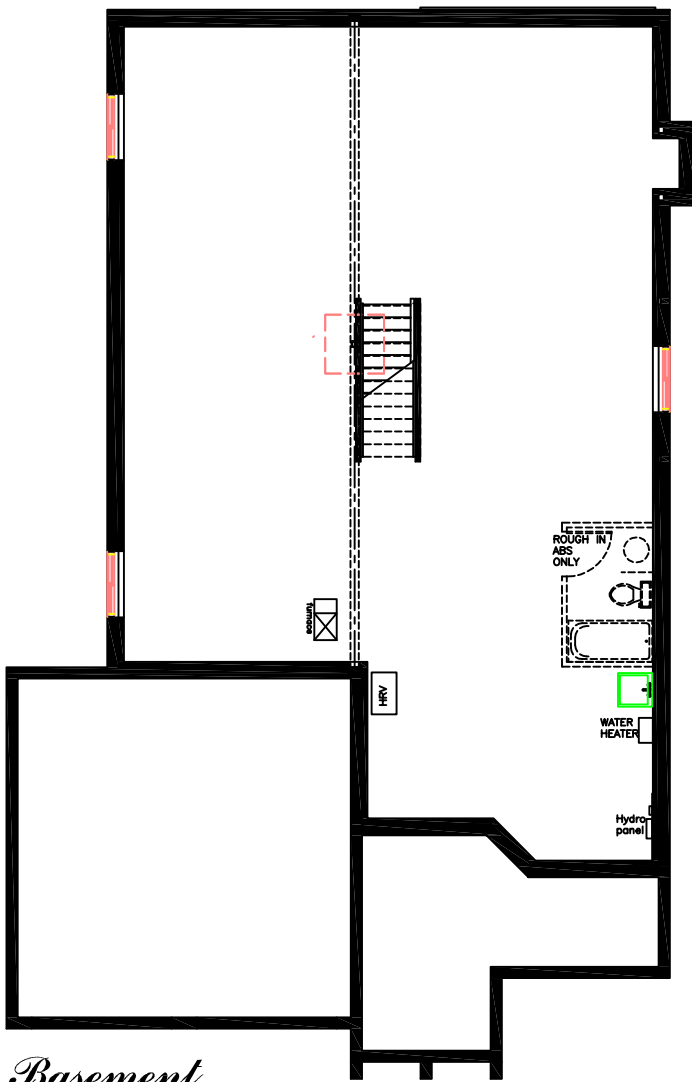 ROUGH IN
ABS
ONLY
furnace
HRV
WATER
HEATER
Hydro
panel
Basement